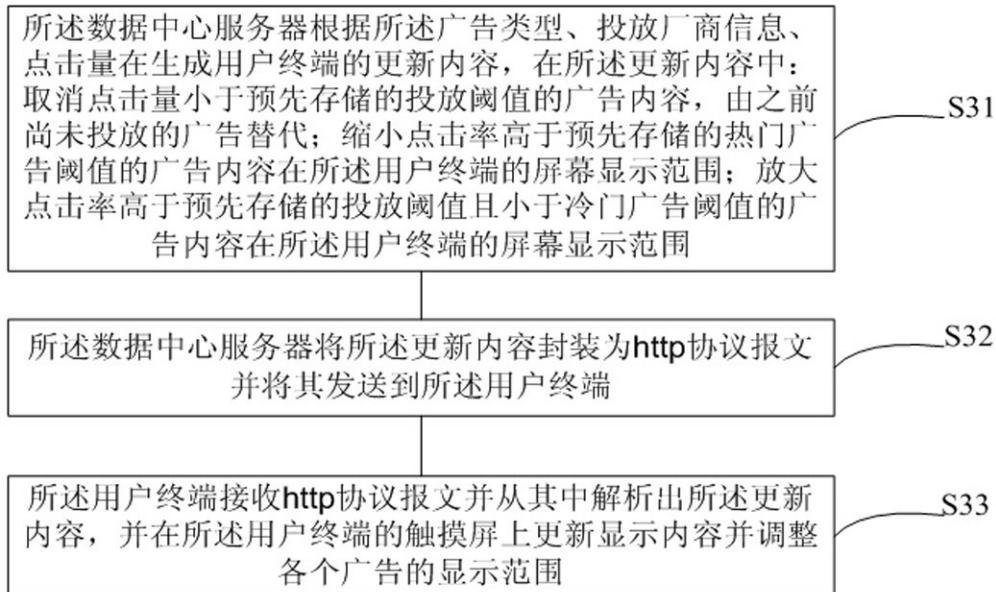 所述数据中心服务器根据所述广告类型、投放厂商信息、
点击量在生成用户终端的更新内容，在所述更新内容中：
取消点击量小于预先存储的投放阈值的广告内容，由之前
尚未投放的广告替代；缩小点击率高于预先存储的热门广
告阈值的广告内容在所述用户终端的屏幕显示范围；放大
点击率高于预先存储的投放阈值且小于冷门广告阈值的广
告内容在所述用户终端的屏幕显示范围
S31
所述数据中心服务器将所述更新内容封装为http协议报文
并将其发送到所述用户终端
S32
所述用户终端接收http协议报文并从其中解析出所述更新
内容，并在所述用户终端的触摸屏上更新显示内容并调整
各个广告的显示范围
S33